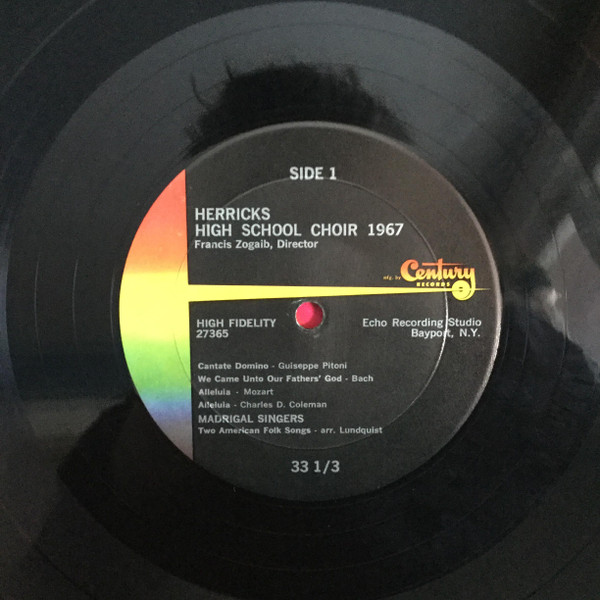 SIDE 1
HERRICKS
HIGH SCHOOL CHOIR 1967
Francis Zogaib, Director
mfg. by Century
RECORDS
HIGH FIDELITY
27365
Echo Recording Studio
Bayport, N.Y.
Cantate Domino - Guiseppe Pitoni
We Came Unto Our Fathers' God - Bach
Alleluia - Mozart
Alleluia - Charles D. Coleman
MADRIGAL SINGERS
Two American Folk Songs - arr. Lundquist
33 1/3